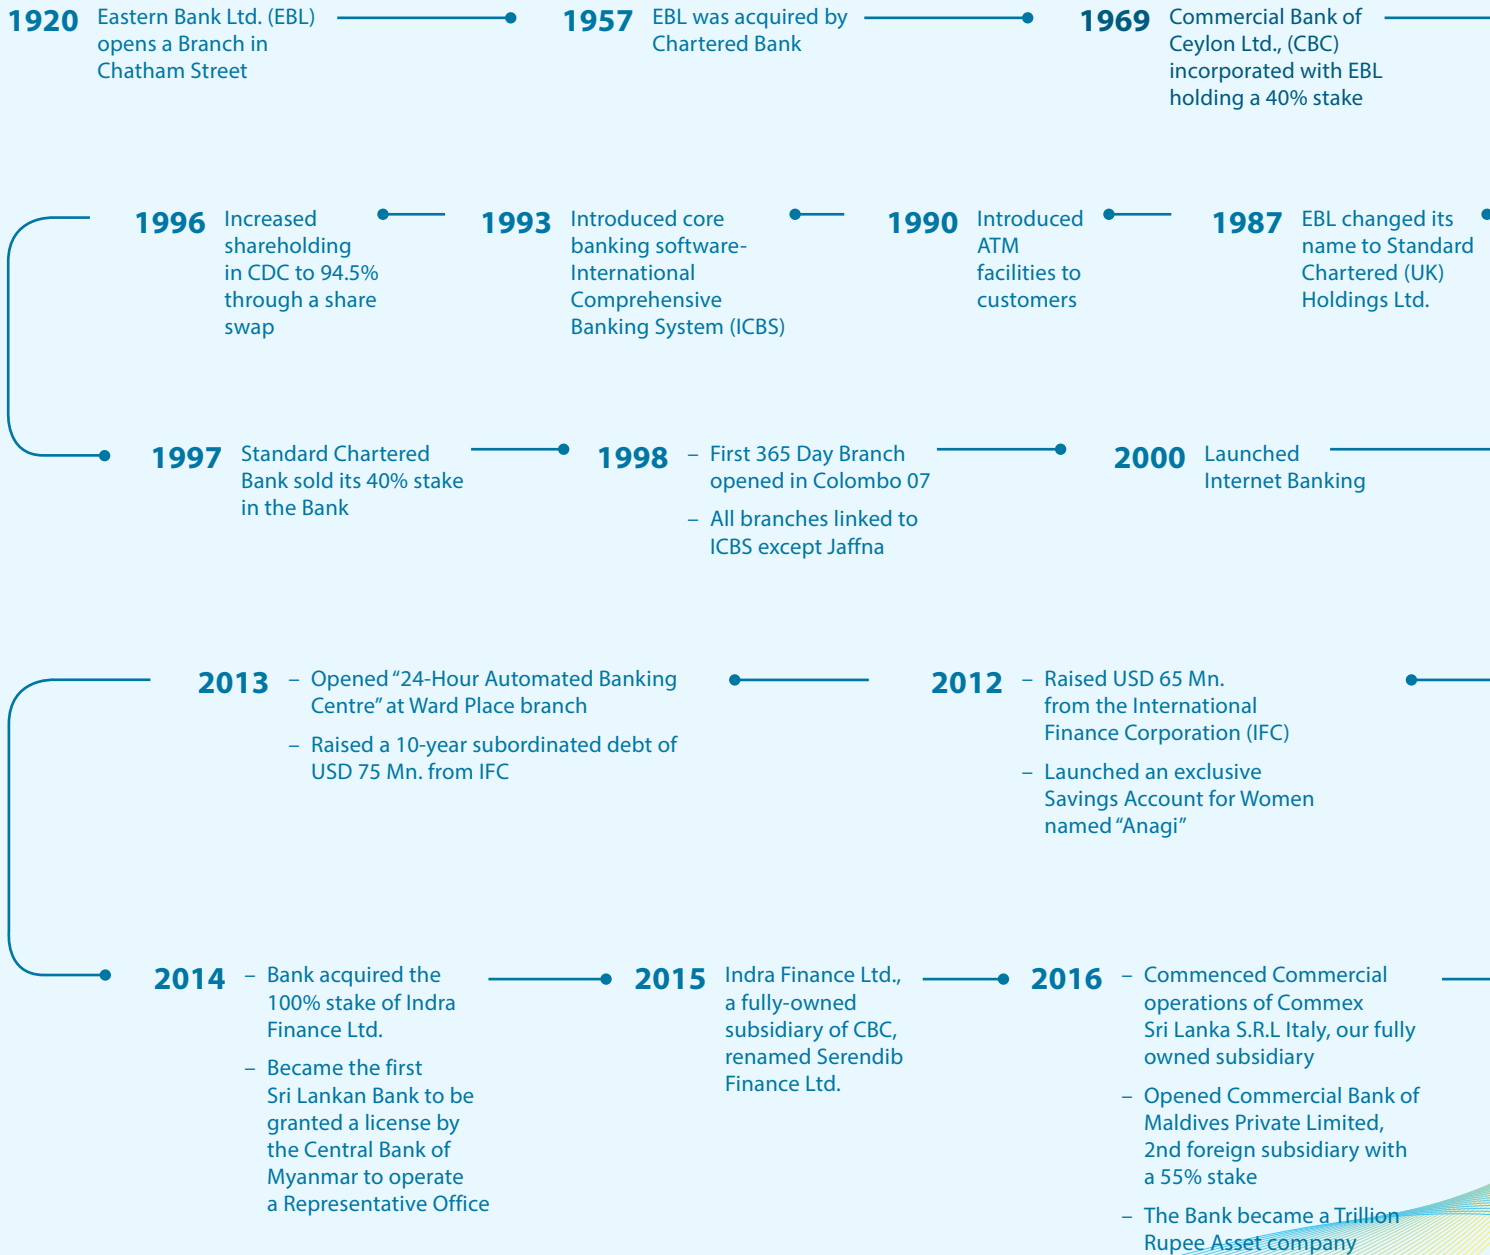 1920 Eastern Bank Ltd. (EBL)
opens a Branch in
Chatham Street
1957 EBL was acquired by
Chartered Bank
1969 Commercial Bank of
Ceylon Ltd., (CBC)
incorporated with EBL
holding a 40% stake
1996 Increased
shareholding
in CDC to 94.5%
through a share
swap
1993 Introduced core
banking software-
International
Comprehensive
Banking System (ICBS)
1990 Introduced
ATM
facilities to
customers
1987 EBL changed its
name to Standard
Chartered (UK)
Holdings Ltd.
1997 Standard Chartered
Bank sold its 40% stake
in the Bank
1998 – First 365 Day Branch
opened in Colombo 07
– All branches linked to
ICBS except Jaffna
2000 Launched
Internet Banking
2013 – Opened “24-Hour Automated Banking
Centre” at Ward Place branch
– Raised a 10-year subordinated debt of
USD 75 Mn. from IFC
2012 – Raised USD 65 Mn.
from the International
Finance Corporation (IFC)
– Launched an exclusive
Savings Account for Women
named “Anagi”
2014 – Bank acquired the
100% stake of Indra
Finance Ltd.
– Became the first
Sri Lankan Bank to be
granted a license by
the Central Bank of
Myanmar to operate
a Representative Office
2015 Indra Finance Ltd.,
a fully-owned
subsidiary of CBC,
renamed Serendib
Finance Ltd.
2016 – Commenced Commercial
operations of Commex
Sri Lanka S.R.L Italy, our fully
owned subsidiary
– Opened Commercial Bank of
Maldives Private Limited,
2nd foreign subsidiary with
a 55% stake
– The Bank became a Trillion
Rupee Asset company